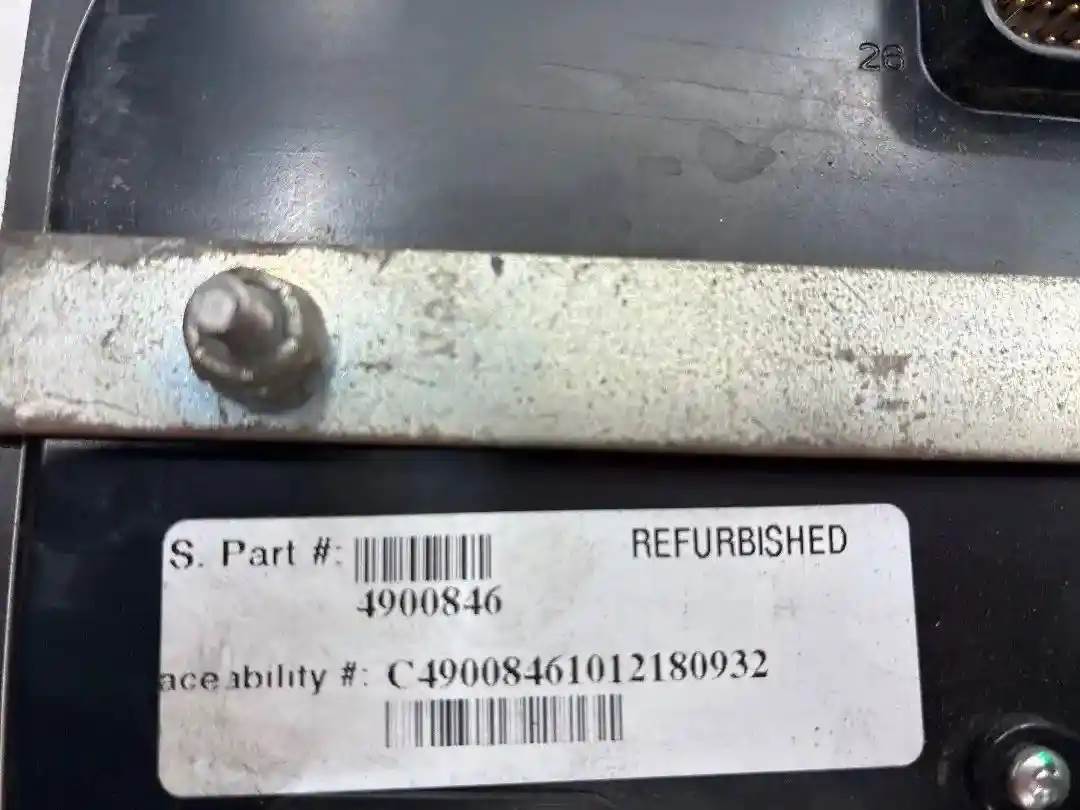 26
S. Part #:
REFURBISHED
4900846
aceability #: C49008461012180932